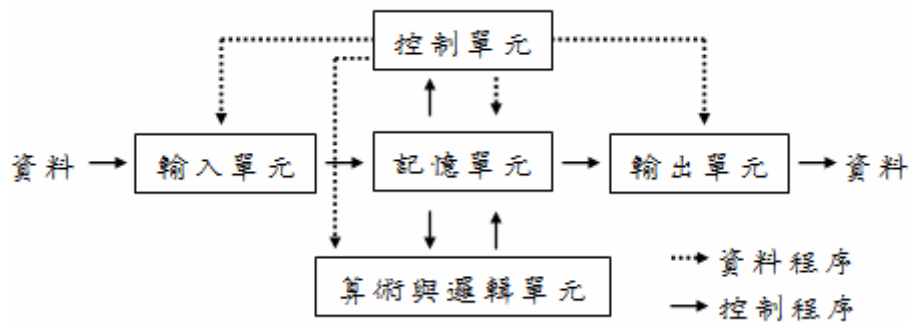 控制單元
資料
輸入單元
記憶單元
輸出單元
資料
算術與邏輯單元
資料程序
控制程序